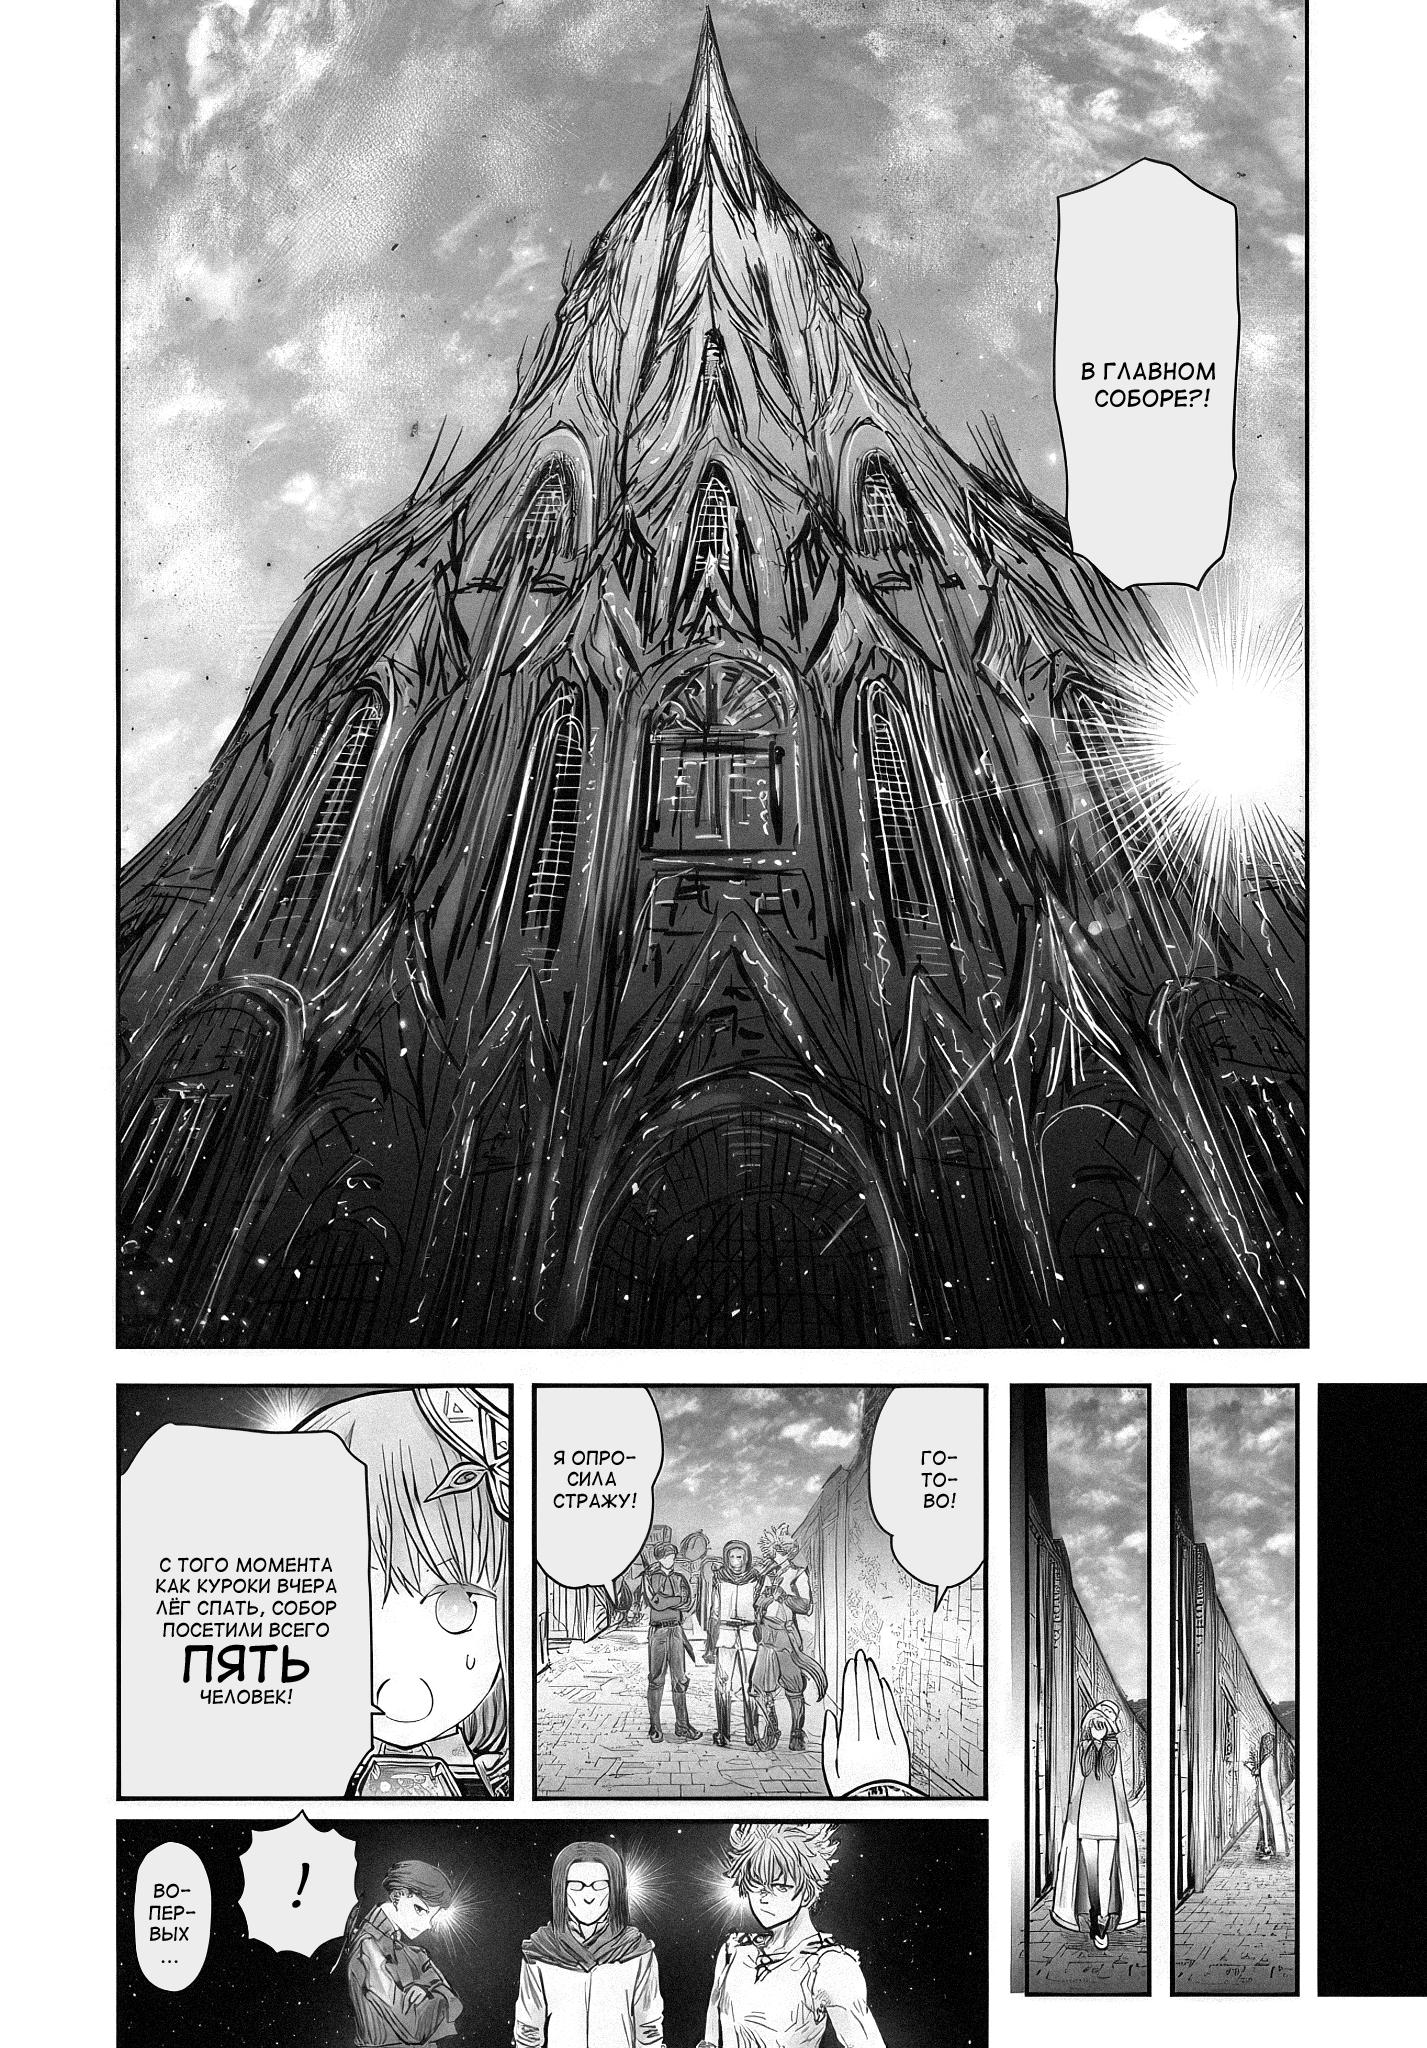 В ГЛАВНОМ
СОБОРЕ?!
ГО-
ТО-
ВО!
Я ОПРО-
СИЛА
СТРАЖУ!
С ТОГО МОМЕНТА
КАК КУРОКИ ВЧЕРА
ЛЁГ СПАТЬ, СОБОР
ПОСЕТИЛИ ВСЕГО
ПЯТЬ
ЧЕЛОВЕК!
!
ВО-
ПЕР-
ВЫХ
...